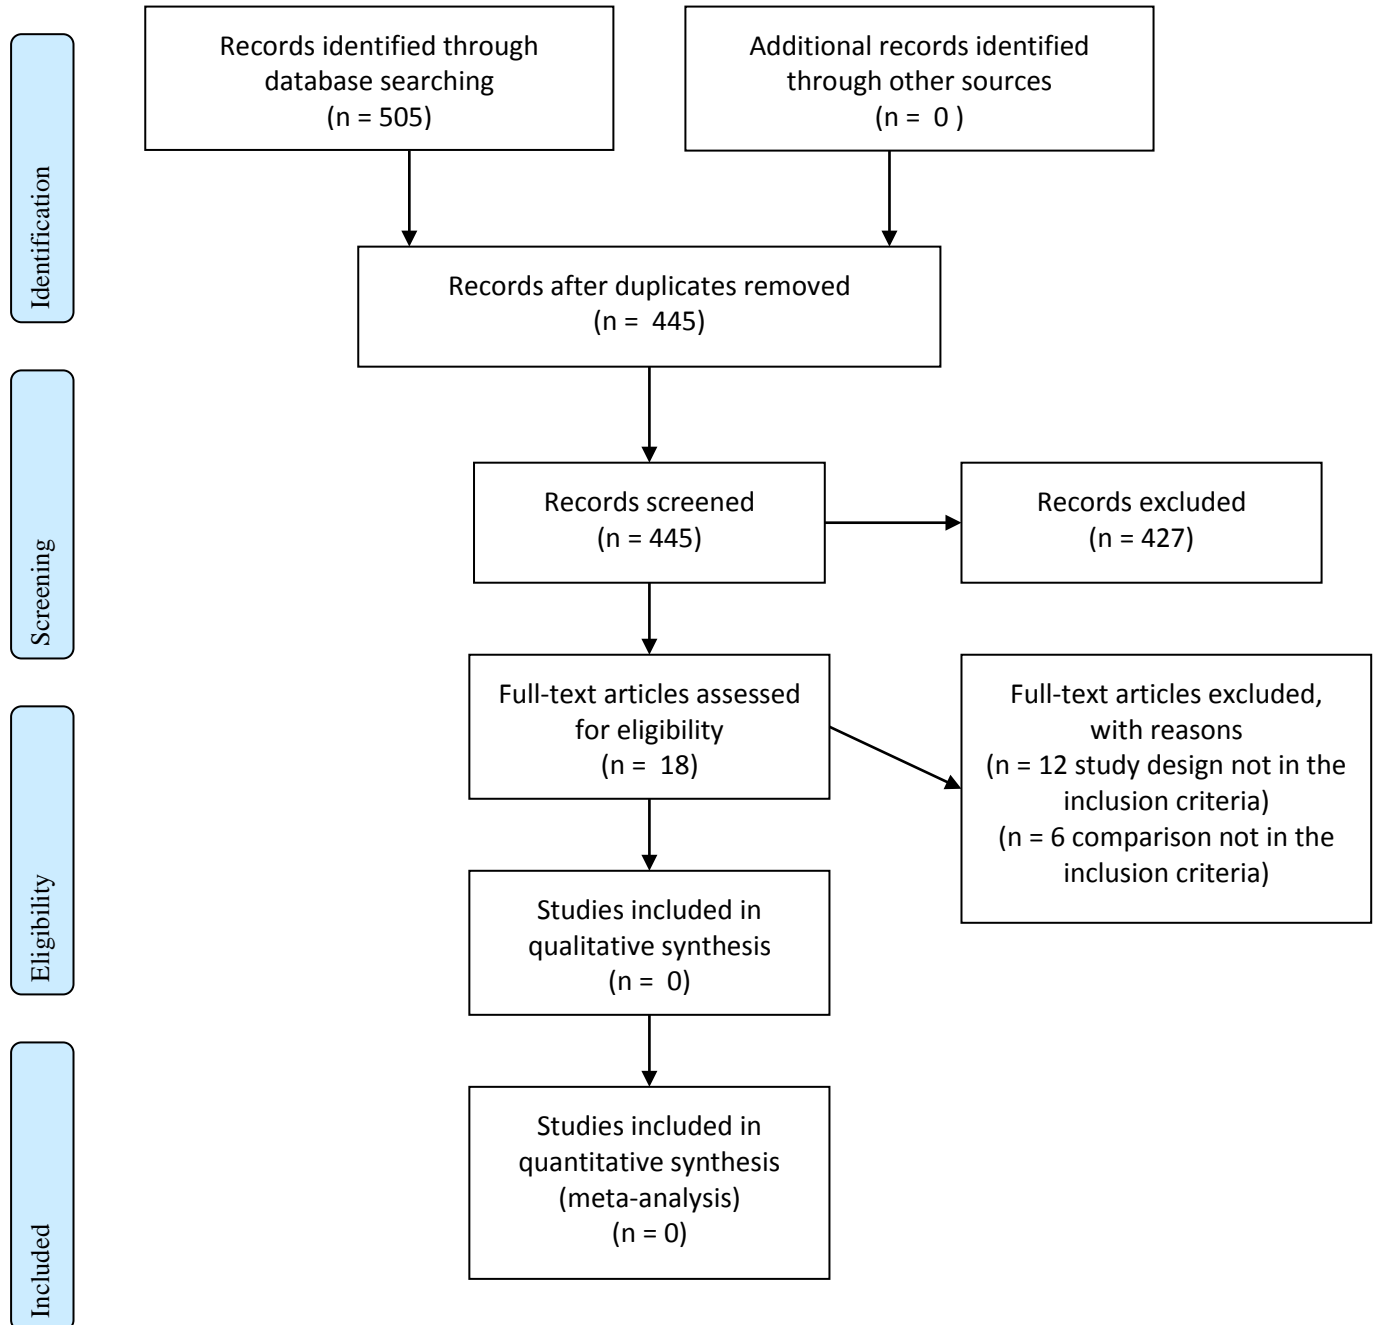 Identification
Records identified through
database searching
(n = 505)
Additional records identified
through other sources
(n =  0 )
Records after duplicates removed
(n =  445)
Screening
Records screened
(n = 445)
Records excluded
(n = 427)
Eligibility
Full-text articles assessed
for eligibility
(n =  18)
Full-text articles excluded,
with reasons
(n = 12 study design not in the
inclusion criteria)
(n = 6 comparison not in the
inclusion criteria)
Studies included in
qualitative synthesis
(n =  0)
Included
Studies included in
quantitative synthesis
(meta-analysis)
(n = 0)